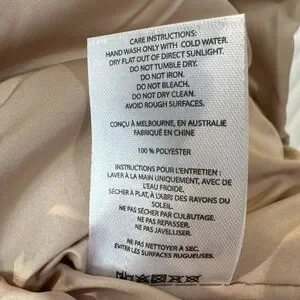 CARE INSTRUCTIONS:
HAND WASH ONLY WITH COLD WATER.
DRY FLAT OUT OF DIRECT SUNLIGHT.
DO NOT TUMBLE DRY.
DO NOT IRON.
DO NOT BLEACH.
DO NOT DRY CLEAN.
AVOID ROUGH SURFACES.
CONÇU À MELBOURNE, EN AUSTRALIE
FABRIQUÉ EN CHINE
100 % POLYESTER
INSTRUCTIONS POUR L'ENTRETIEN :
LAVER À LA MAIN UNIQUEMENT, AVEC DE
L'EAU FROIDE.
SÉCHER À PLAT, À L'ABRI DES RAYONS DU
SOLEIL.
NE PAS SÉCHER PAR CULBUTAGE.
NE PAS REPASSER.
NE PAS JAVELLISER.
NE PAS NETTOYER À SEC.
ÉVITER LES SURFACES RUGUEUSES.